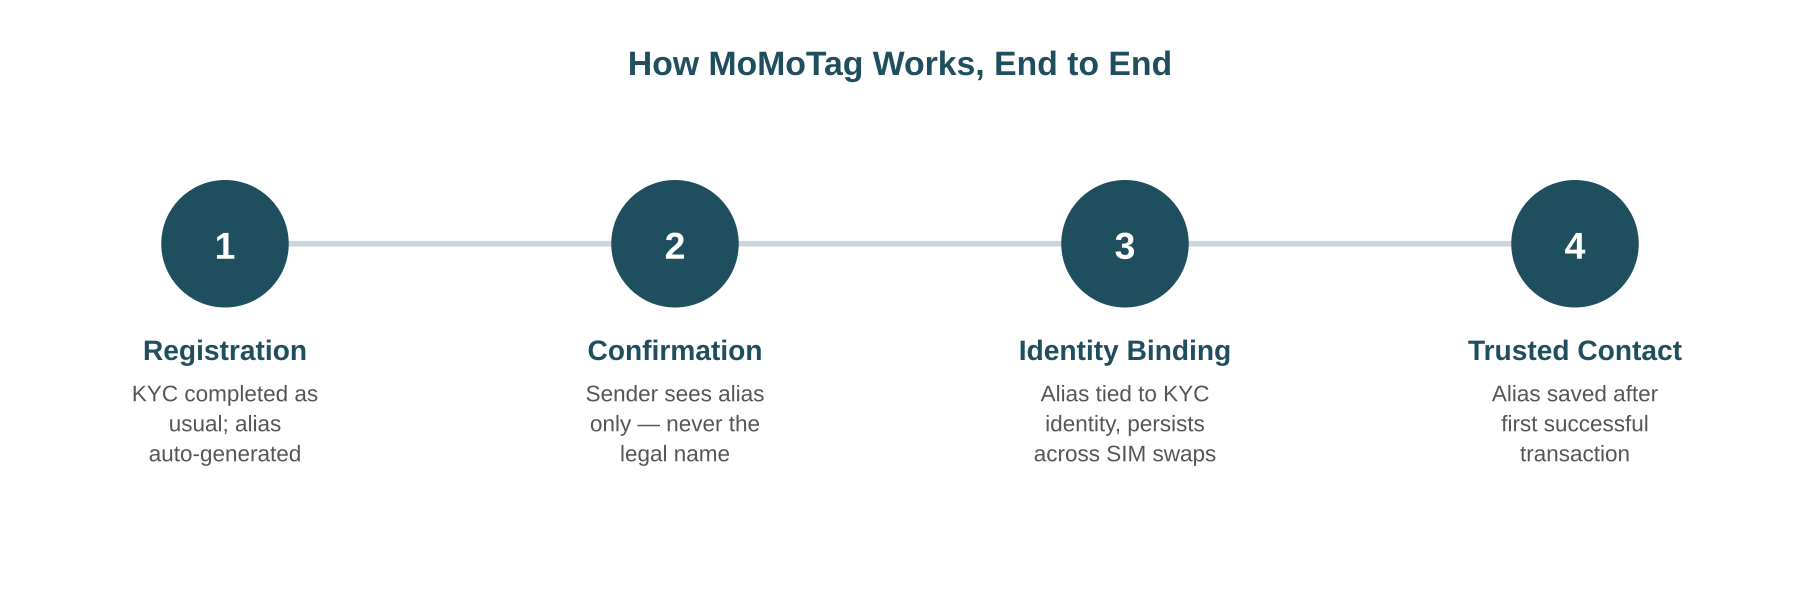 How MoMoTag Works, End to End
1
2
3
4
Registration
KYC completed as
usual; alias
auto-generated
Confirmation
Sender sees alias
only — never the
legal name
Identity Binding
Alias tied to KYC
identity, persists
across SIM swaps
Trusted Contact
Alias saved after
first successful
transaction